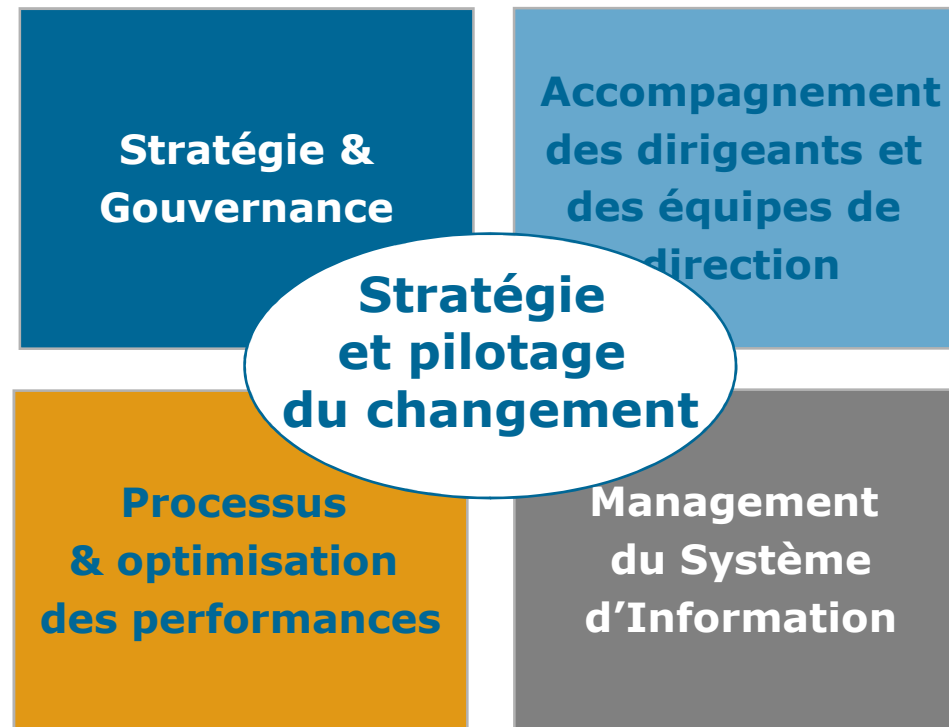 Stratégie &
Gouvernance
Accompagnement
des dirigeants et
des équipes de
direction
Stratégie
et pilotage
du changement
Processus
& optimisation
des performances
Management
du Système
d’Information